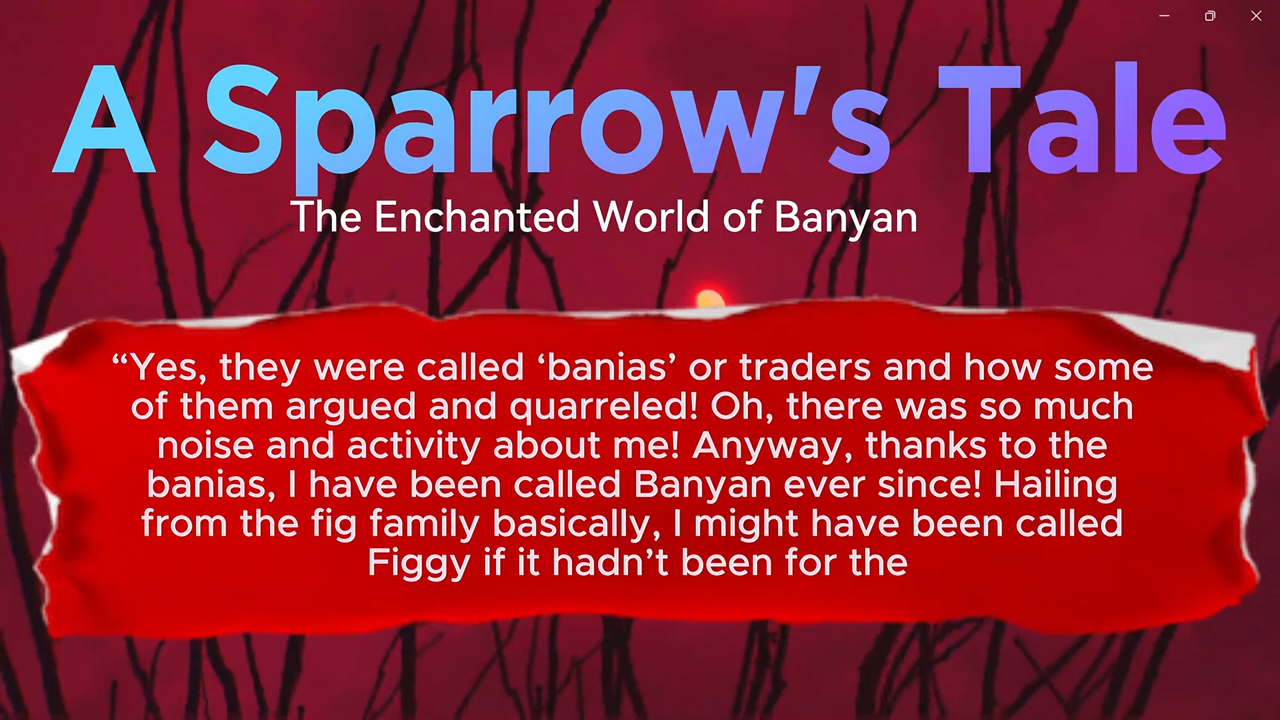 A Sparrow's Tale
The Enchanted World of Banyan
“Yes, they were called ‘banias’ or traders and how some
of them argued and quarreled! Oh, there was so much
noise and activity about me! Anyway, thanks to the
banias, I have been called Banyan ever since! Hailing
from the fig family basically, I might have been called
Figgy if it hadn’t been for the